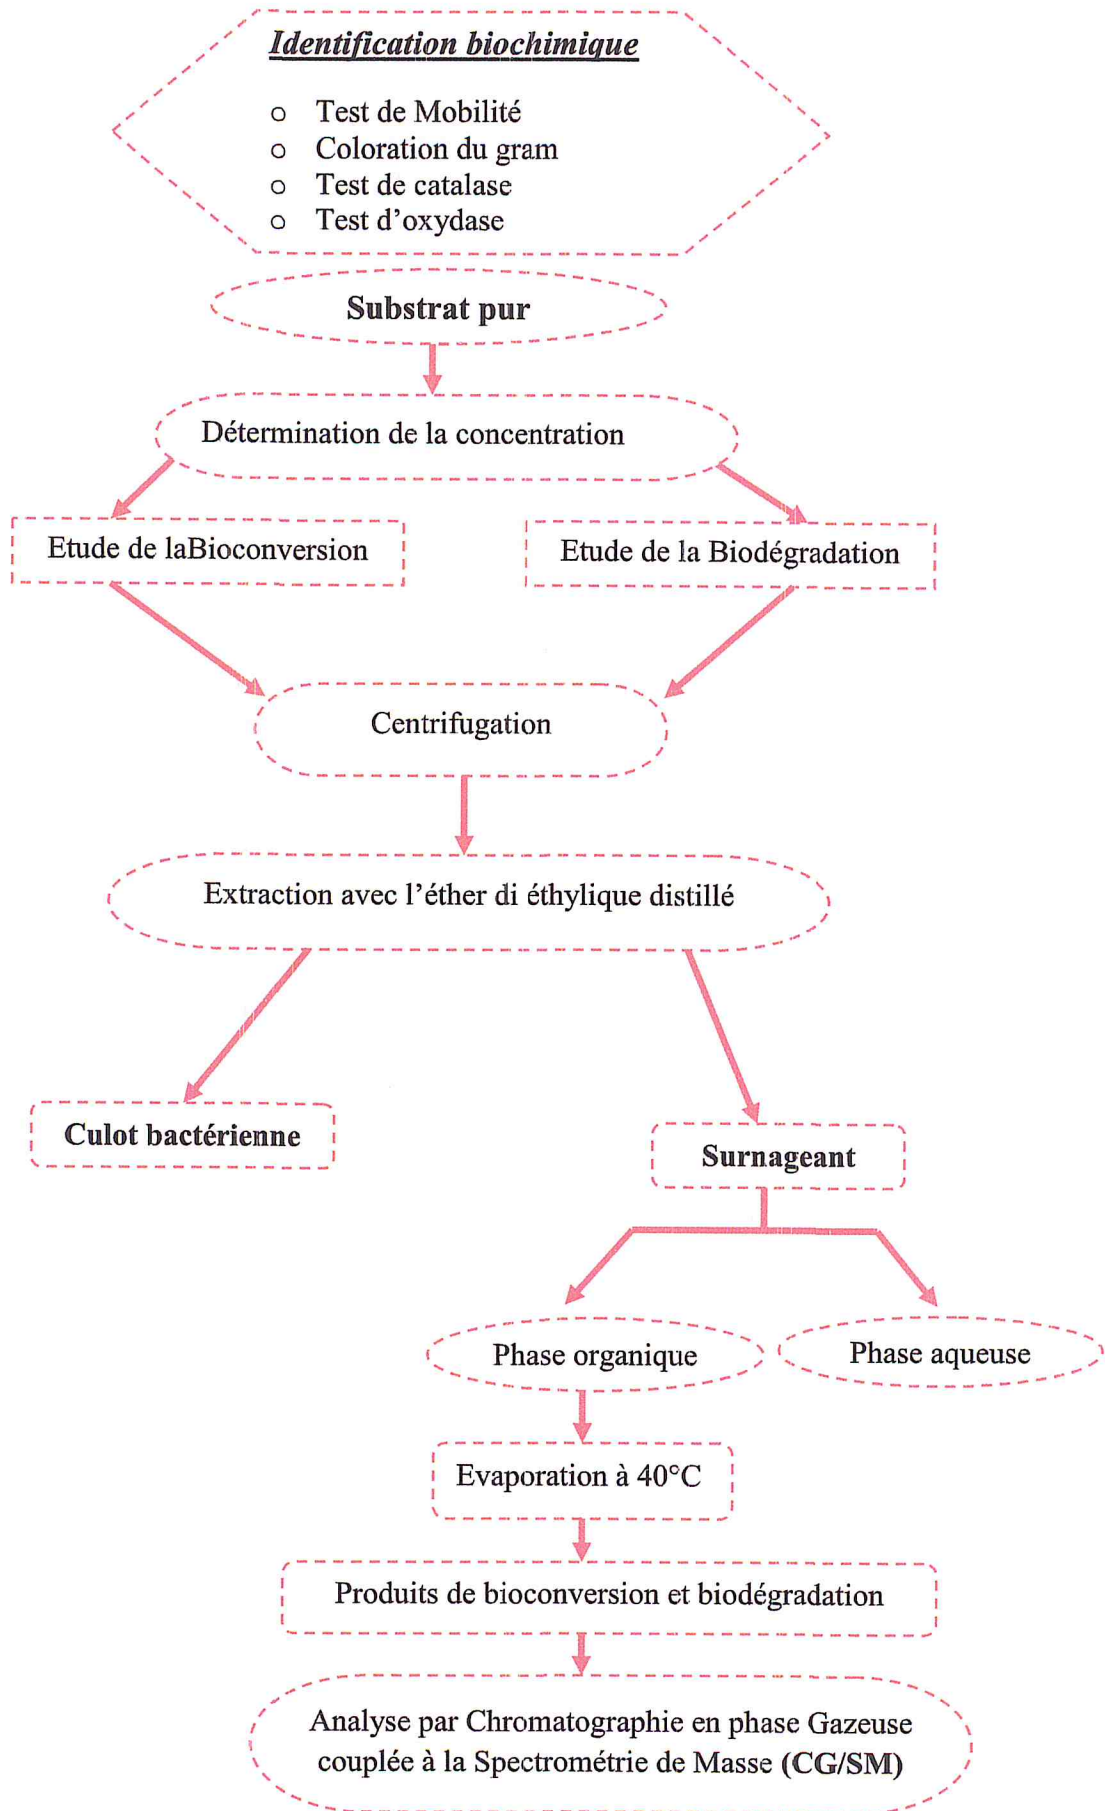 Identification biochimique
o Test de Mobilité
o Coloration du gram
o Test de catalase
o Test d'oxydase
Substrat pur
Détermination de la concentration
Etude de laBioconversion
Etude de la Biodégradation
Centrifugation
Extraction avec l'éther di éthylique distillé
Culot bactérienne
Surnageant
Phase organique
Phase aqueuse
Evaporation à 40°C
Produits de bioconversion et biodégradation
Analyse par Chromatographie en phase Gazeuse
couplée à la Spectrométrie de Masse (CG/SM)